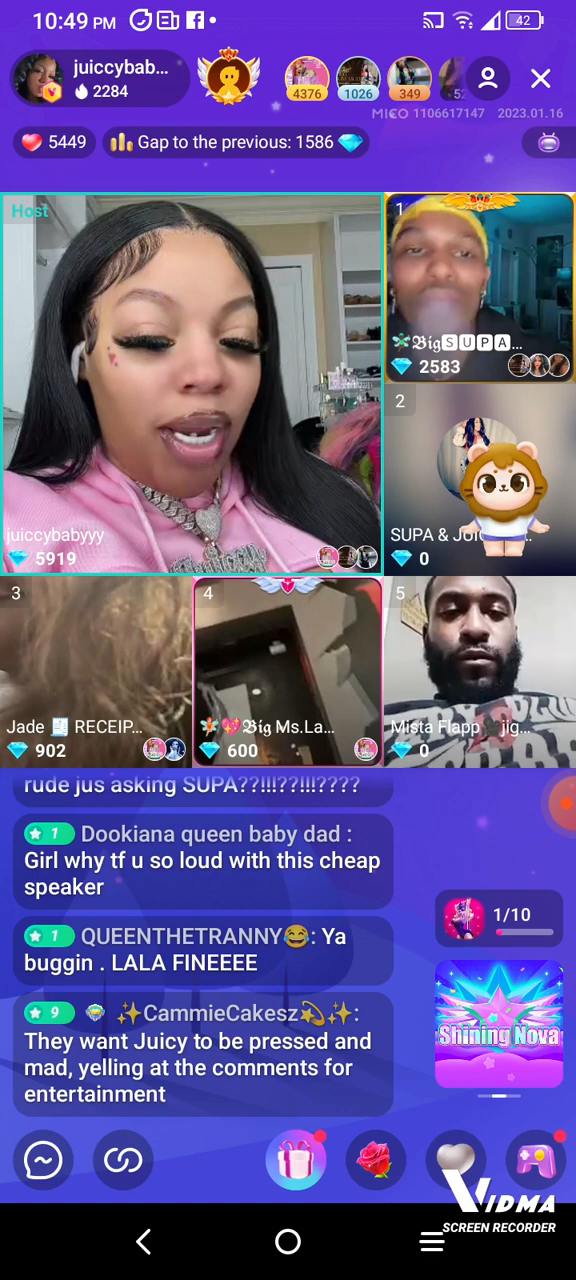 10:49 PM
42
juiccybab...
2284
4376
1026
349
52
MICO 1106617147 2023.01.16
5449
Gap to the previous: 1586
Host
juiccybabyyy
5919
1
𝕭𝖎𝖌🆂🆄🅿🅰...
2583
2
SUPA &
0
3
Jade 🧾 RECEIP...
902
4
𝕭𝖎𝖌 Ms.La...
600
5
Mista Flapp jig...
0
rude jus asking SUPA??!!!??!!!????
1 Dookiana queen baby dad :
Girl why tf u so loud with this cheap
speaker
1 QUEENTHETRANNY😂: Ya
buggin . LALA FINEEEE
9 ✨CammieCakesz💫✨:
They want Juicy to be pressed and
mad, yelling at the comments for
entertainment
1/10
Shining Nova
VIDMA
SCREEN RECORDER